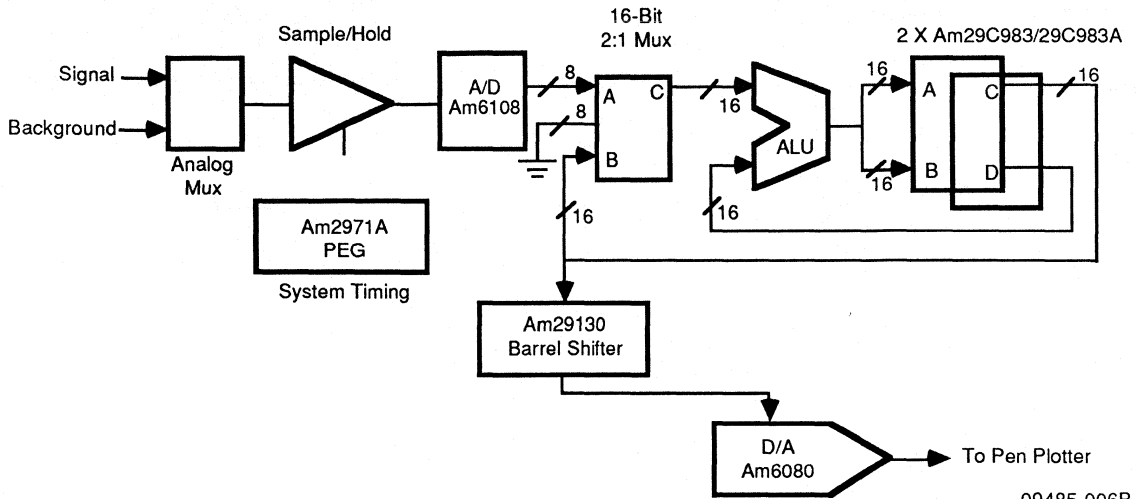 16-Bit
2:1 Mux
Sample/Hold
2 X Am29C983/29C983A
Signal
Background
Analog
Mux
A/D
Am6108
8
8
A
C
B
16
16
ALU
16
16
16
A
B
C
D
16
Am2971A
PEG
System Timing
Am29130
Barrel Shifter
D/A
Am6080
To Pen Plotter